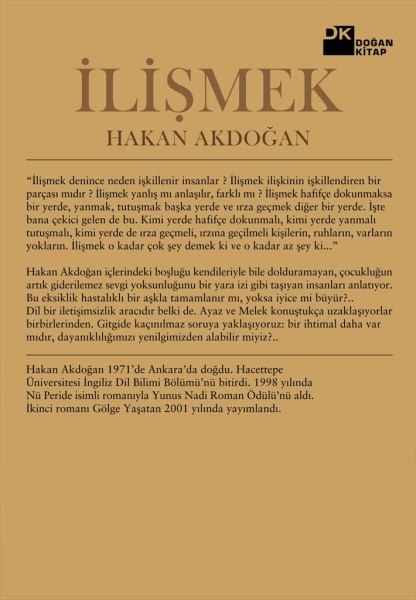 DK DOĞAN
KİTAP
İLİŞMEK
HAKAN AKDOĞAN
“İlişmek denince neden işkillenir insanlar ? İlişmek ilişkinin işkillendiren bir
parçası mıdır ? İlişmek yanlış mı anlaşılır, farklı mı ? İlişmek hafifçe dokunmaksa
bir yerde, yanmak, tutuşmak başka yerde ve ırza geçmek diğer bir yerde. İşte
bana çekici gelen de bu. Kimi yerde hafifçe dokunmalı, kimi yerde yanmalı
tutuşmalı, kimi yerde de ırza geçmeli, ırzına geçilmeli kişilerin, ruhların, varların
yokların. İlişmek o kadar çok şey demek ki ve o kadar az şey ki...”
Hakan Akdoğan içlerindeki boşluğu kendileriyle bile dolduramayan, çocukluğun
artık giderilemez sevgi yoksunluğunu bir yara izi gibi taşıyan insanları anlatıyor.
Bu eksiklik hastalıklı bir aşkla tamamlanır mı, yoksa iyice mi büyür?..
Dil bir iletişimsizlik aracıdır belki de. Ayaz ve Melek konuştukça uzaklaşıyorlar
birbirlerinden. Gitgide kaçınılmaz soruya yaklaşıyoruz: bir ihtimal daha var
mıdır, dayanıklılığımızı yenilgimizden alabilir miyiz?..
Hakan Akdoğan 1971’de Ankara’da doğdu. Hacettepe
Üniversitesi İngiliz Dil Bilimi Bölümü’nü bitirdi. 1998 yılında
Nü Peride isimli romanıyla Yunus Nadi Roman Ödülü’nü aldı.
İkinci romanı Gölge Yaşatan 2001 yılında yayımlandı.